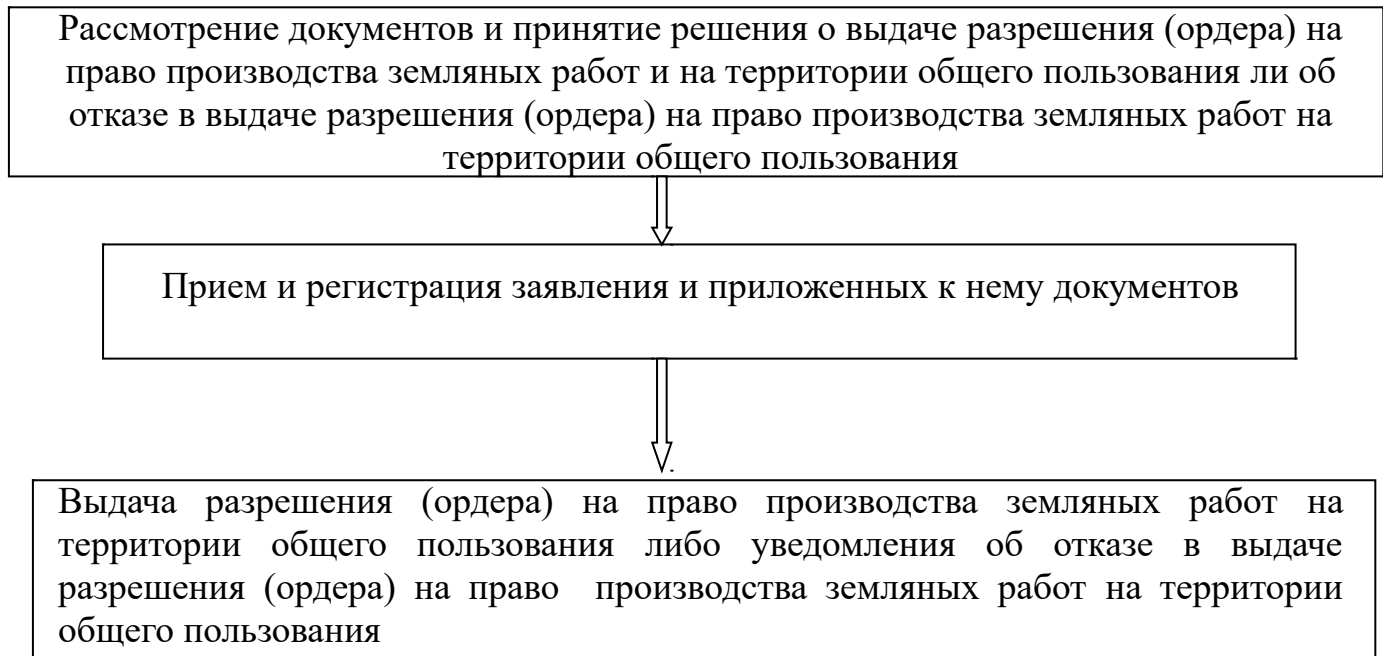 Рассмотрение документов и принятие решения о выдаче разрешения (ордера) на
право производства земляных работ и на территории общего пользования ли об
отказе в выдаче разрешения (ордера) на право производства земляных работ на
территории общего пользования
Прием и регистрация заявления и приложенных к нему документов
Выдача разрешения (ордера) на право производства земляных работ на
территории общего пользования либо уведомления об отказе в выдаче
разрешения (ордера) на право производства земляных работ на территории
общего пользования